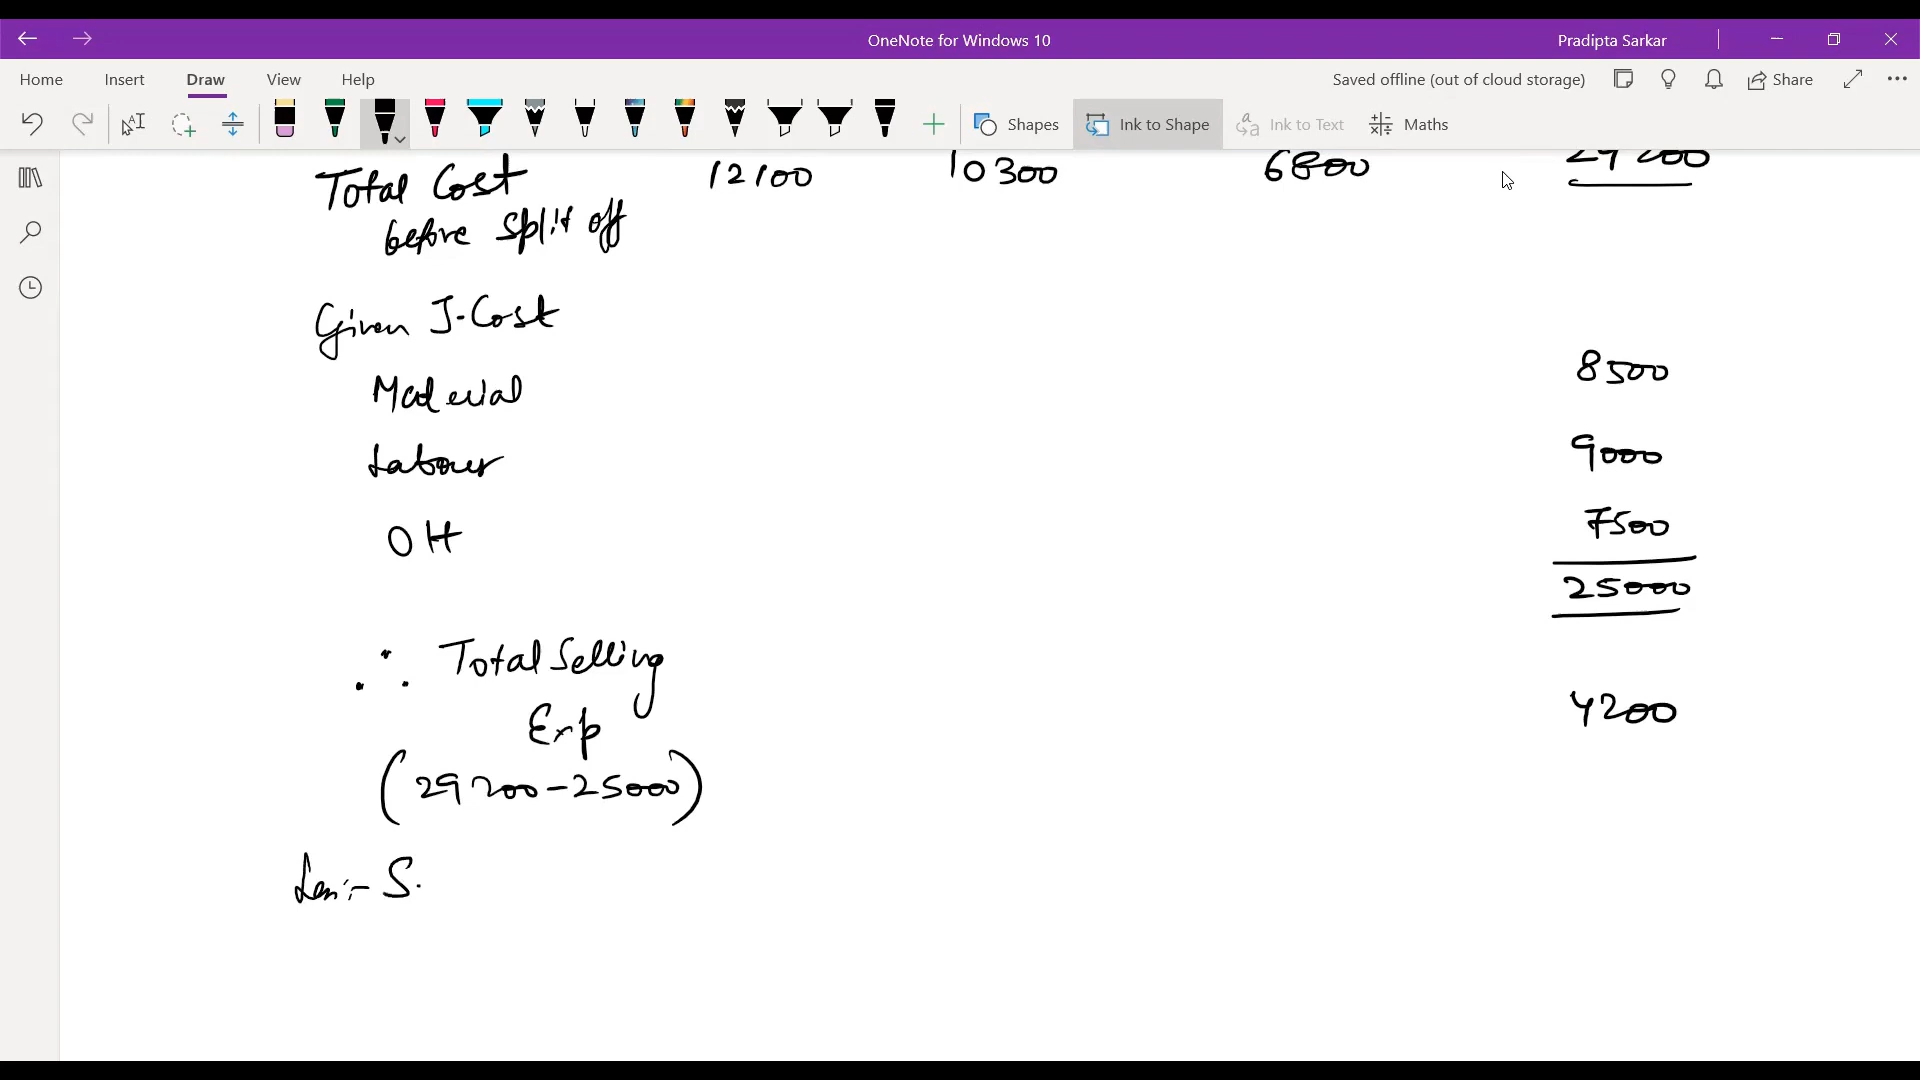 OneNote for Windows 10
Pradipta Sarkar
Home Insert Draw View Help
Saved offline (out of cloud storage)
Share
Shapes
Ink to Shape
Ink to Text
Maths
Total Cost 12100 10300 6800 29200
before split off
Given J. Cost
Material 8500
Labour 9000
OH 7500
25000
∴ Total Selling
Exp 4200
(29200-25000)
Less:- S.